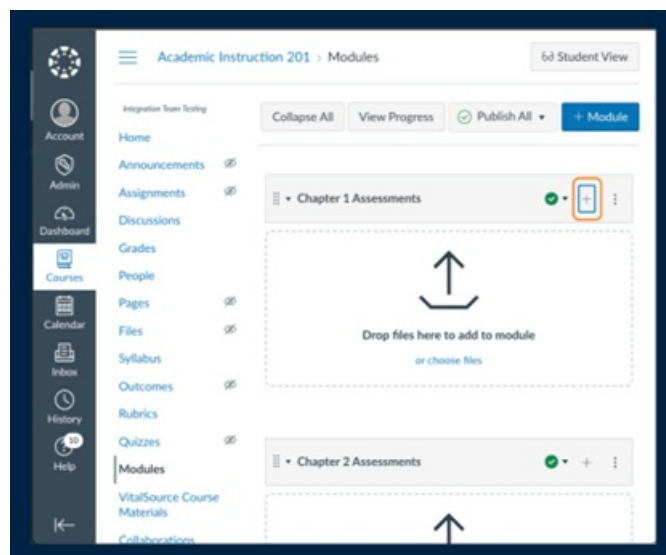 Academic Instruction 201 > Modules
Student View
Account
Admin
Dashboard
Courses
Calendar
Inbox
10
History
Help
Integration Team Testing
Home
Announcements
Assignments
Discussions
Grades
People
Pages
Files
Syllabus
Outcomes
Rubrics
Quizzes
Modules
VitalSource Course
Materials
Collaborations
Collapse All
View Progress
Publish All
+ Module
Chapter 1 Assessments
Drop files here to add to module
or choose files
Chapter 2 Assessments